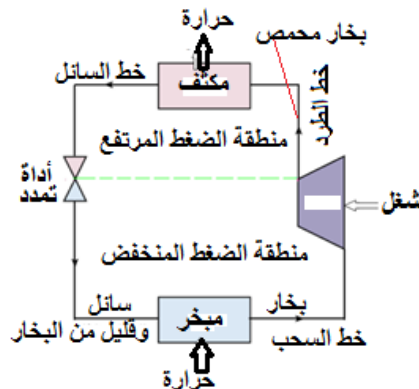 حرارة
بخار محمص
مكثف
خط السائل
خط الطرد
منطقة الضغط المرتفع
أداة
تمدد
شغل
منطقة الضغط المنخفض
سائل
وقليل من البخار
مبخر
بخار
خط السحب
حرارة